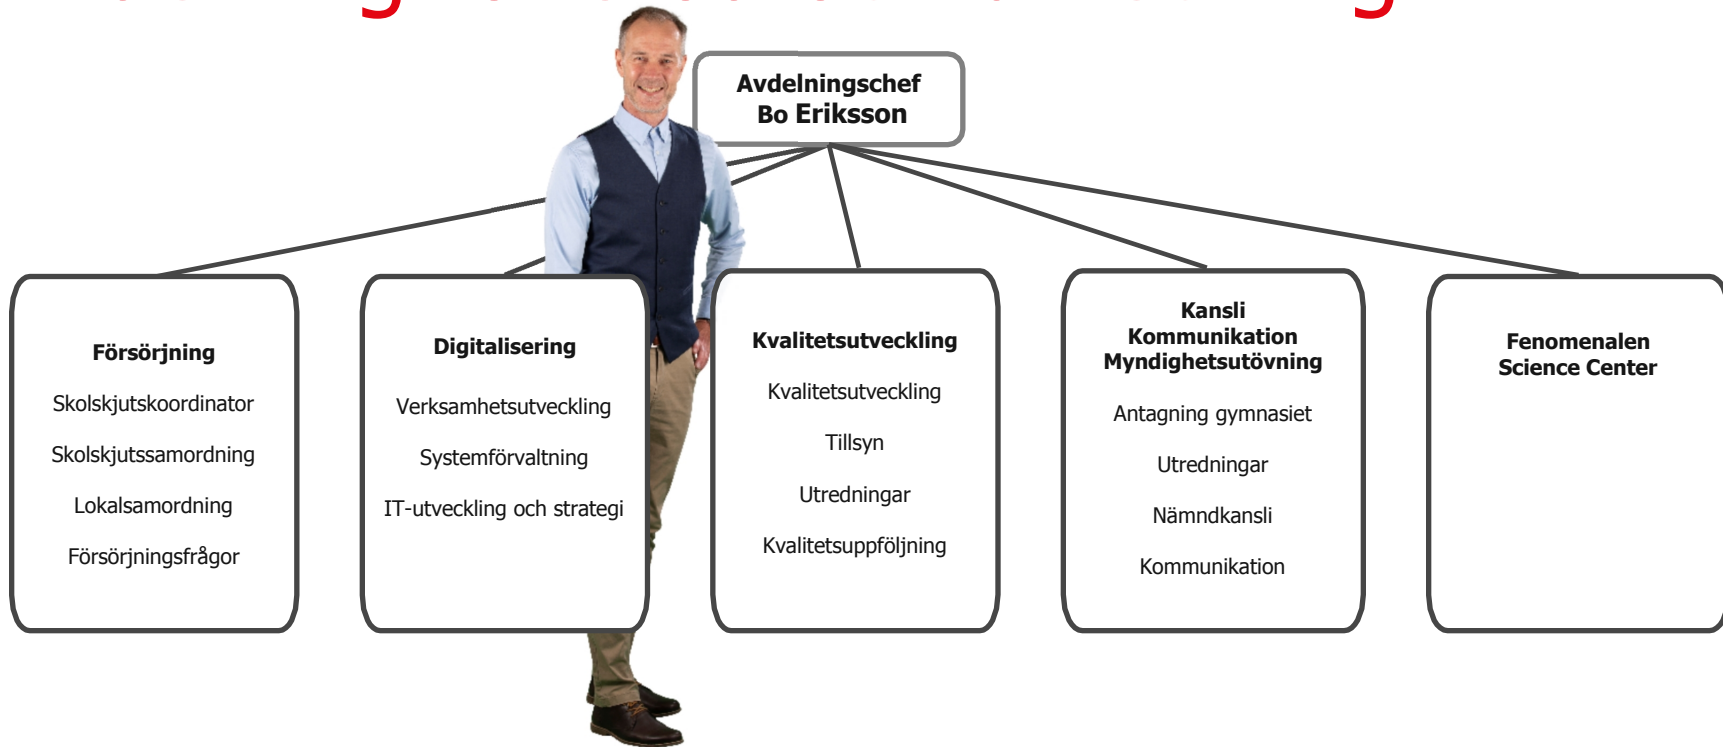 Avdelningschef
Bo Eriksson
Försörjning
Skolskjutskoordinator
Skolskjutssamordning
Lokalsamordning
Försörjningsfrågor
Digitalisering
Verksamhetsutveckling
Systemförvaltning
IT-utveckling och strategi
Kvalitetsutveckling
Kvalitetsutveckling
Tillsyn
Utredningar
Kvalitetsuppföljning
Kansli
Kommunikation
Myndighetsutövning
Antagning gymnasiet
Utredningar
Nämndkansli
Kommunikation
Fenomenalen
Science Center